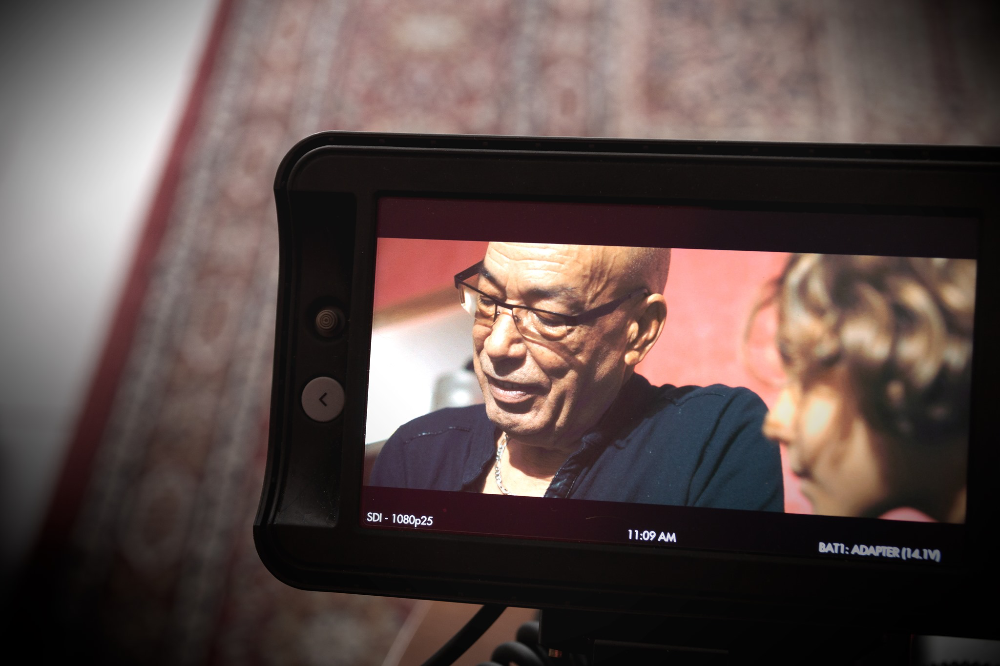 SDI - 1080p25
11:09 AM
BAT1: ADAPTER (14.1V)